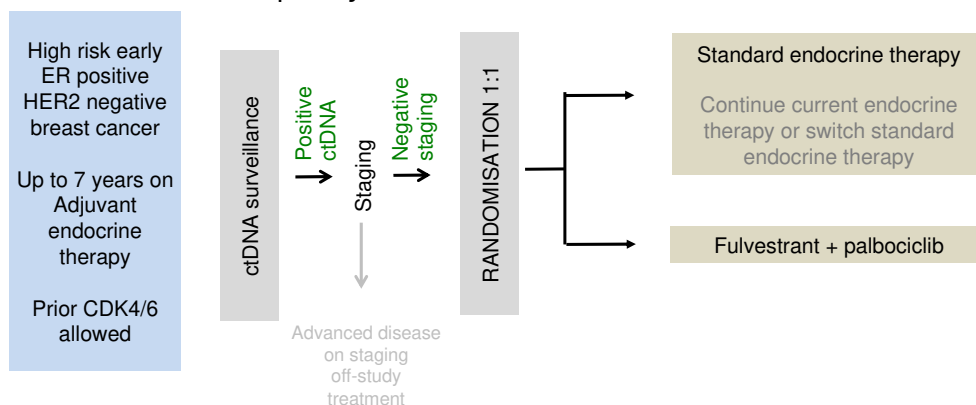 High risk early
ER positive
HER2 negative
breast cancer
Up to 7 years on
Adjuvant
endocrine
therapy
Prior CDK4/6
allowed
ctDNA surveillance
Positive
ctDNA
Staging
Negative
staging
Advanced disease
on staging
off-study
treatment
RANDOMISATION 1:1
Standard endocrine therapy
Continue current endocrine
therapy or switch standard
endocrine therapy
Fulvestrant + palbociclib